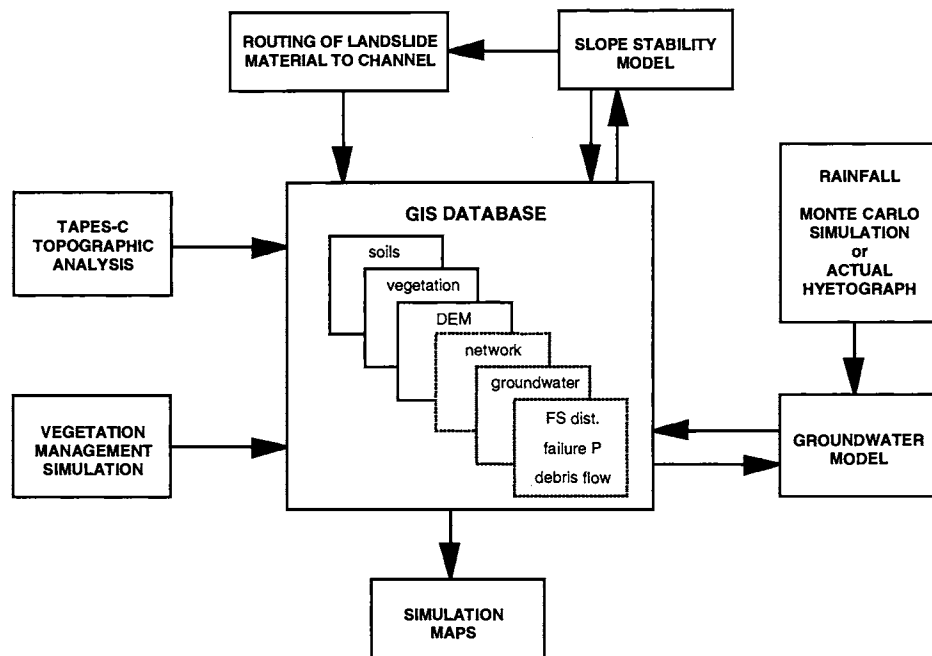 ROUTING OF LANDSLIDE
MATERIAL TO CHANNEL
SLOPE STABILITY
MODEL
RAINFALL
MONTE CARLO
SIMULATION
or
ACTUAL
HYETOGRAPH
TAPES-C
TOPOGRAPHIC
ANALYSIS
GIS DATABASE
soils
vegetation
DEM
network
groundwater
FS dist.
failure P
debris flow
VEGETATION
MANAGEMENT
SIMULATION
GROUNDWATER
MODEL
SIMULATION
MAPS